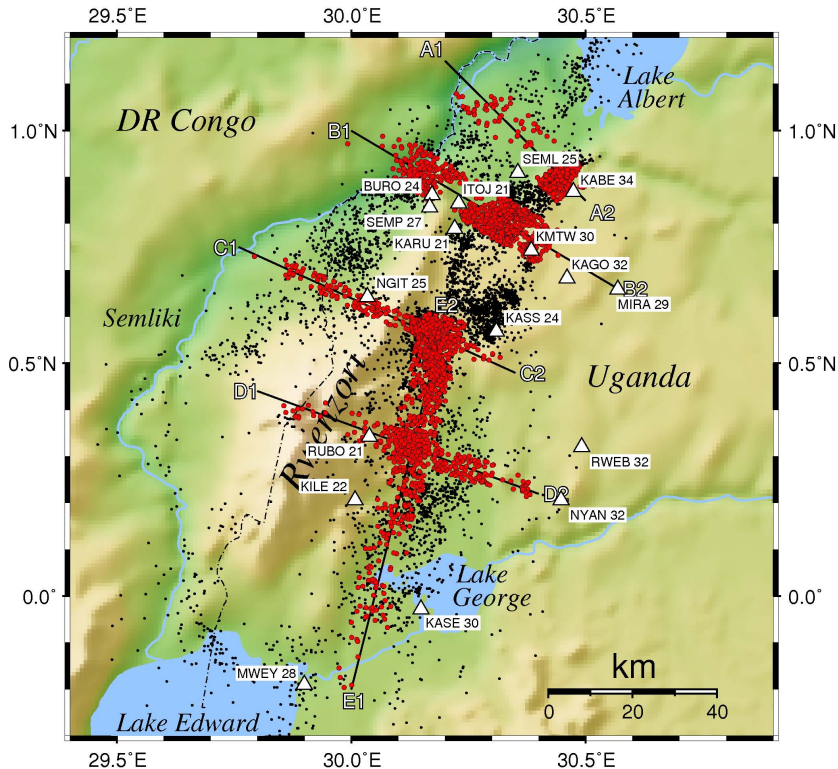 29.5°E 30.0°E 30.5°E
A1
Lake
Albert
DR Congo
1.0°N
B1
1.0°N
SEML 25
BURO 24
ITOJ 21
KABE 34
A2
SEMP 27
KARU 21
KMTW 30
C1
KAGO 32
NGIT 25
B2
MIRA 29
E2
Semliki
KASS 24
0.5°N
C2
0.5°N
Uganda
D1
Rwenzori
RUBO 21
RWEB 32
KILE 22
D2
NYAN 32
Lake
George
0.0°
0.0°
KASE 30
km
MWEY 28
E1
0 20 40
Lake Edward
29.5°E 30.0°E 30.5°E